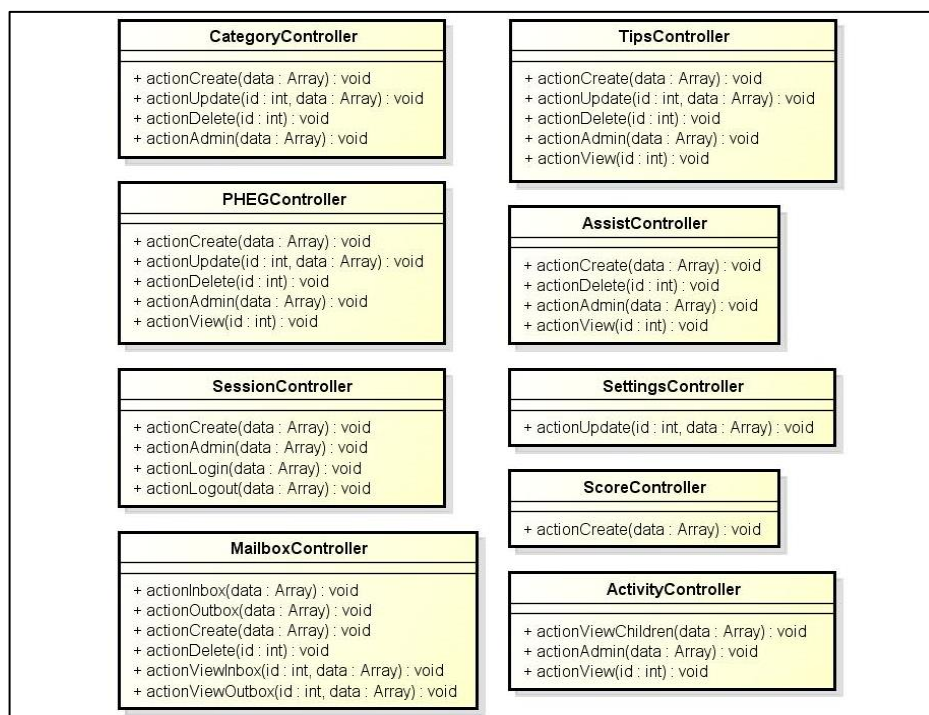 CategoryController
+ actionCreate(data : Array) : void
+ actionUpdate(id : int, data : Array) : void
+ actionDelete(id : int) : void
+ actionAdmin(data : Array) : void
PHEGController
+ actionCreate(data : Array) : void
+ actionUpdate(id : int, data : Array) : void
+ actionDelete(id : int) : void
+ actionAdmin(data : Array) : void
+ actionView(id : int) : void
SessionController
+ actionCreate(data : Array) : void
+ actionAdmin(data : Array) : void
+ actionLogin(data : Array) : void
+ actionLogout(data : Array) : void
MailboxController
+ actionInbox(data : Array) : void
+ actionOutbox(data : Array) : void
+ actionCreate(data : Array) : void
+ actionDelete(id : int) : void
+ actionViewInbox(id : int, data : Array) : void
+ actionViewOutbox(id : int, data : Array) : void
TipsController
+ actionCreate(data : Array) : void
+ actionUpdate(id : int, data : Array) : void
+ actionDelete(id : int) : void
+ actionAdmin(data : Array) : void
+ actionView(id : int) : void
AssistController
+ actionCreate(data : Array) : void
+ actionDelete(id : int) : void
+ actionAdmin(data : Array) : void
+ actionView(id : int) : void
SettingsController
+ actionUpdate(id : int, data : Array) : void
ScoreController
+ actionCreate(data : Array) : void
ActivityController
+ actionViewChildren(data : Array) : void
+ actionAdmin(data : Array) : void
+ actionView(id : int) : void